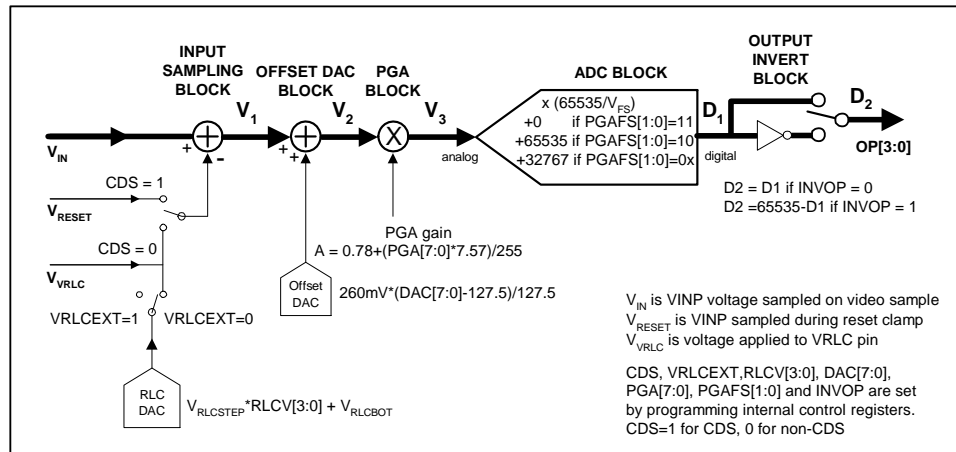 INPUT
SAMPLING
BLOCK
OFFSET DAC
BLOCK
PGA
BLOCK
ADC BLOCK
OUTPUT
INVERT
BLOCK
V1
V2
V3
x (65535/VFS)
+0 if PGAFS[1:0]=11
+65535 if PGAFS[1:0]=10
+32767 if PGAFS[1:0]=0x
D1
D2
+
-
+
+
+
+
X
VIN
analog
digital
OP[3:0]
CDS = 1
VRESET
CDS = 0
VVRLC
VRLCEXT=1
VRLCEXT=0
D2 = D1 if INVOP = 0
D2 =65535-D1 if INVOP = 1
PGA gain
A = 0.78+(PGA[7:0]*7.57)/255
Offset
DAC
260mV*(DAC[7:0]-127.5)/127.5
RLC
DAC
VRLCSTEP*RLCV[3:0] + VRLCBOT
VIN is VINP voltage sampled on video sample
VRESET is VINP sampled during reset clamp
VVRLC is voltage applied to VRLC pin
CDS, VRLCEXT,RLCV[3:0], DAC[7:0],
PGA[7:0], PGAFS[1:0] and INVOP are set
by programming internal control registers.
CDS=1 for CDS, 0 for non-CDS